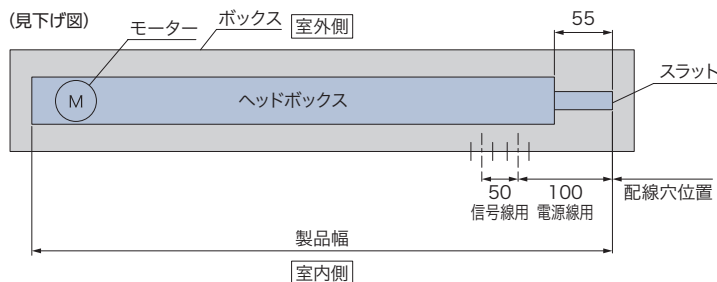 (見下げ図)
モーター
ボックス
室外側
55
スラット
M
ヘッドボックス
50
100
配線穴位置
信号線用
電源線用
製品幅
室内側